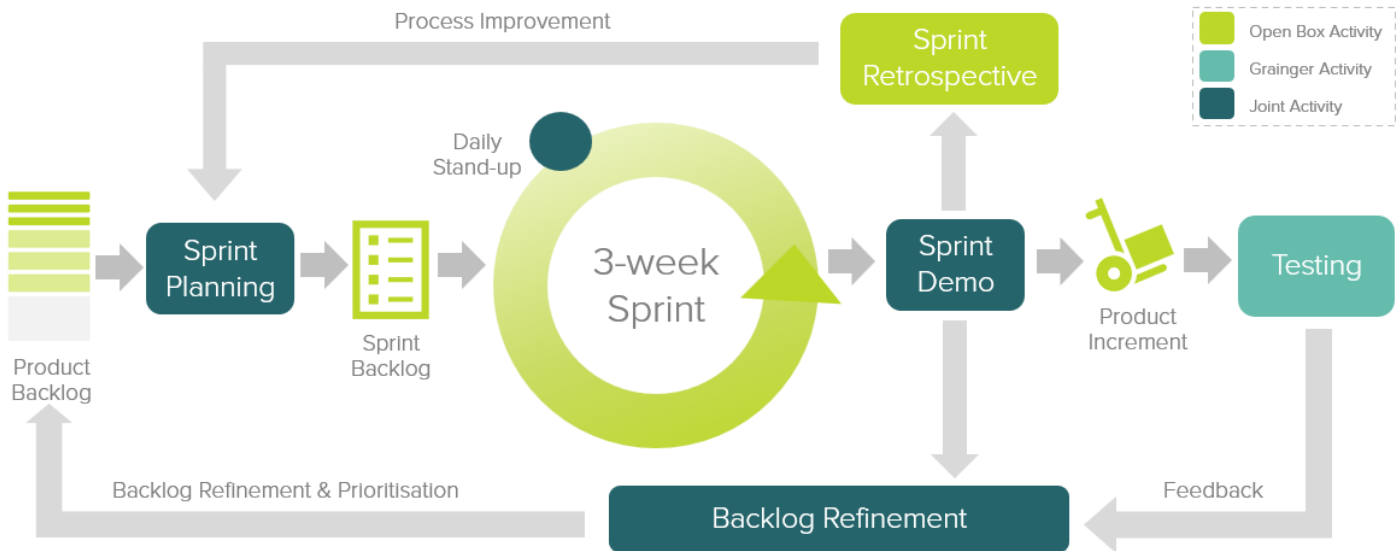 Process Improvement
Sprint
Retrospective
Open Box Activity
Grainger Activity
Joint Activity
Daily
Stand-up
Sprint
Planning
3-week
Sprint
Sprint
Demo
Testing
Product
Backlog
Sprint
Backlog
Product
Increment
Backlog Refinement & Prioritisation
Backlog Refinement
Feedback